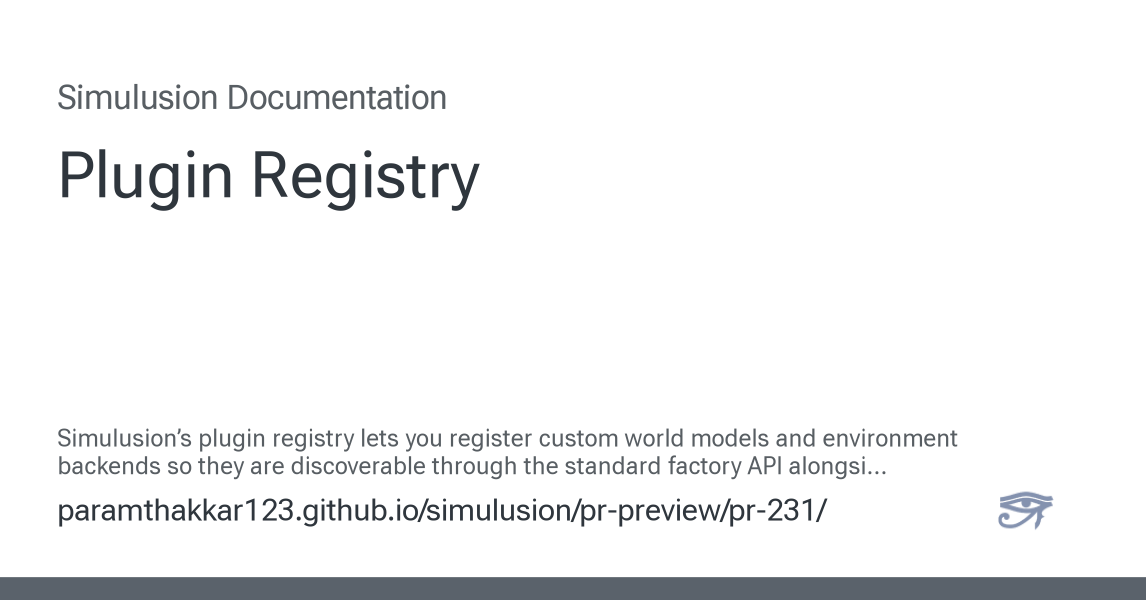 Simulusion Documentation
Plugin Registry
Simulusion’s plugin registry lets you register custom world models and environment
backends so they are discoverable through the standard factory API alongsi…
paramthakkar123.github.io/simulusion/pr-preview/pr-231/